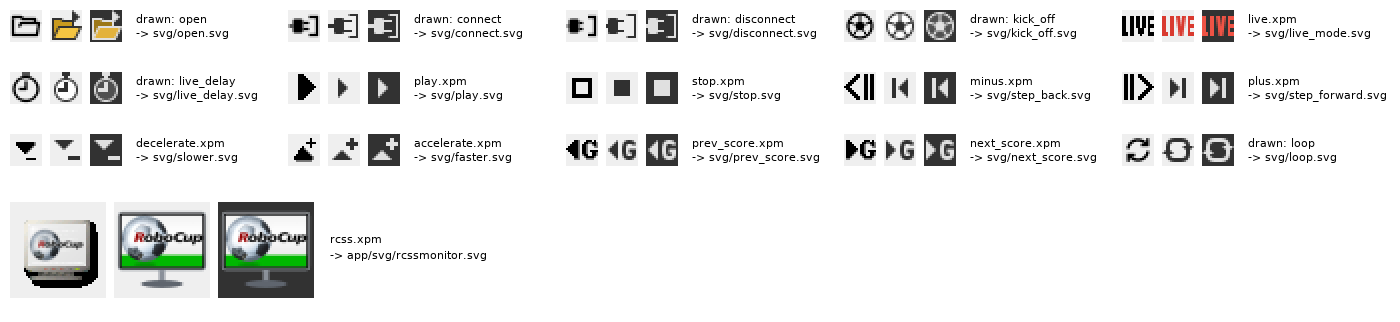 drawn: open
-> svg/open.svg
drawn: connect
-> svg/connect.svg
drawn: disconnect
-> svg/disconnect.svg
drawn: kick_off
-> svg/kick_off.svg
LIVE LIVE LIVE
live.xpm
-> svg/live_mode.svg
drawn: live_delay
-> svg/live_delay.svg
play.xpm
-> svg/play.svg
stop.xpm
-> svg/stop.svg
minus.xpm
-> svg/step_back.svg
plus.xpm
-> svg/step_forward.svg
decelerate.xpm
-> svg/slower.svg
accelerate.xpm
-> svg/faster.svg
G G G
prev_score.xpm
-> svg/prev_score.svg
G G G
next_score.xpm
-> svg/next_score.svg
drawn: loop
-> svg/loop.svg
RoboCup RoboCup RoboCup
rcss.xpm
-> app/svg/rcssmonitor.svg